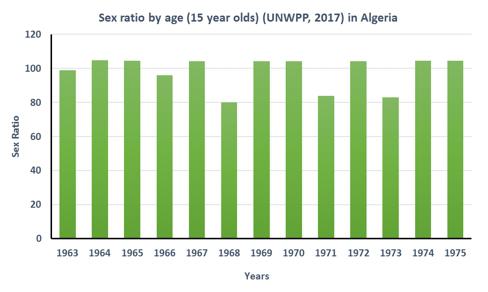 Sex ratio by age (15 year olds) (UNWPP, 2017) in Algeria
120
100
80
60
40
20
0
Sex Ratio
1963 1964 1965 1966 1967 1968 1969 1970 1971 1972 1973 1974 1975
Years